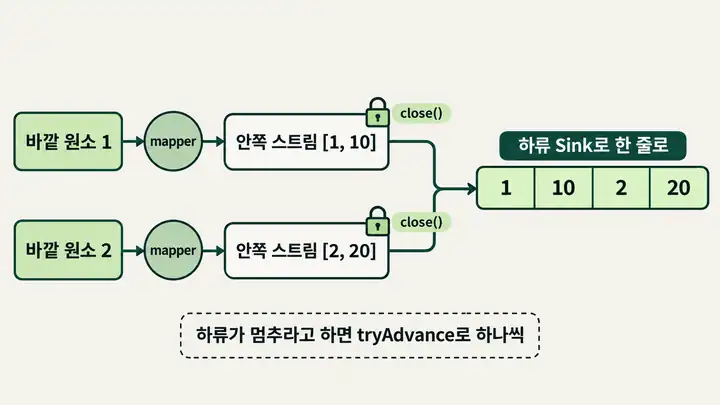 바깥 원소 1
mapper
안쪽 스트림 [1, 10]
close()
바깥 원소 2
mapper
안쪽 스트림 [2, 20]
close()
하류 Sink로 한 줄로
1 10 2 20
하류가 멈추라고 하면 tryAdvance로 하나씩